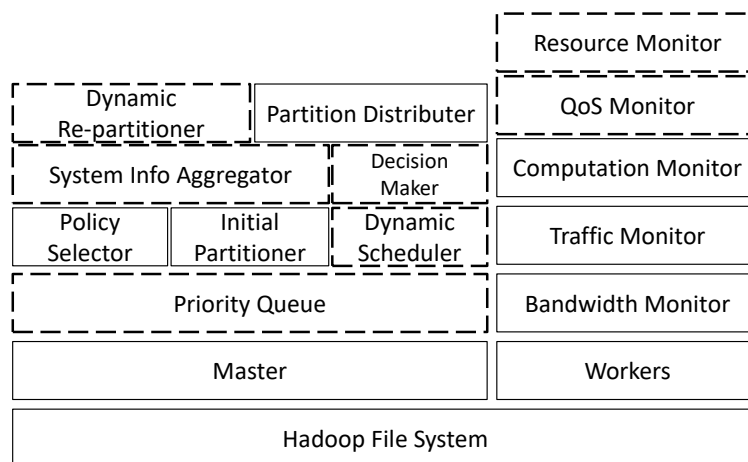 Resource Monitor
Dynamic
Re-partitioner
Partition Distributer
QoS Monitor
System Info Aggregator
Decision
Maker
Computation Monitor
Policy
Selector
Initial
Partitioner
Dynamic
Scheduler
Traffic Monitor
Priority Queue
Bandwidth Monitor
Master
Workers
Hadoop File System